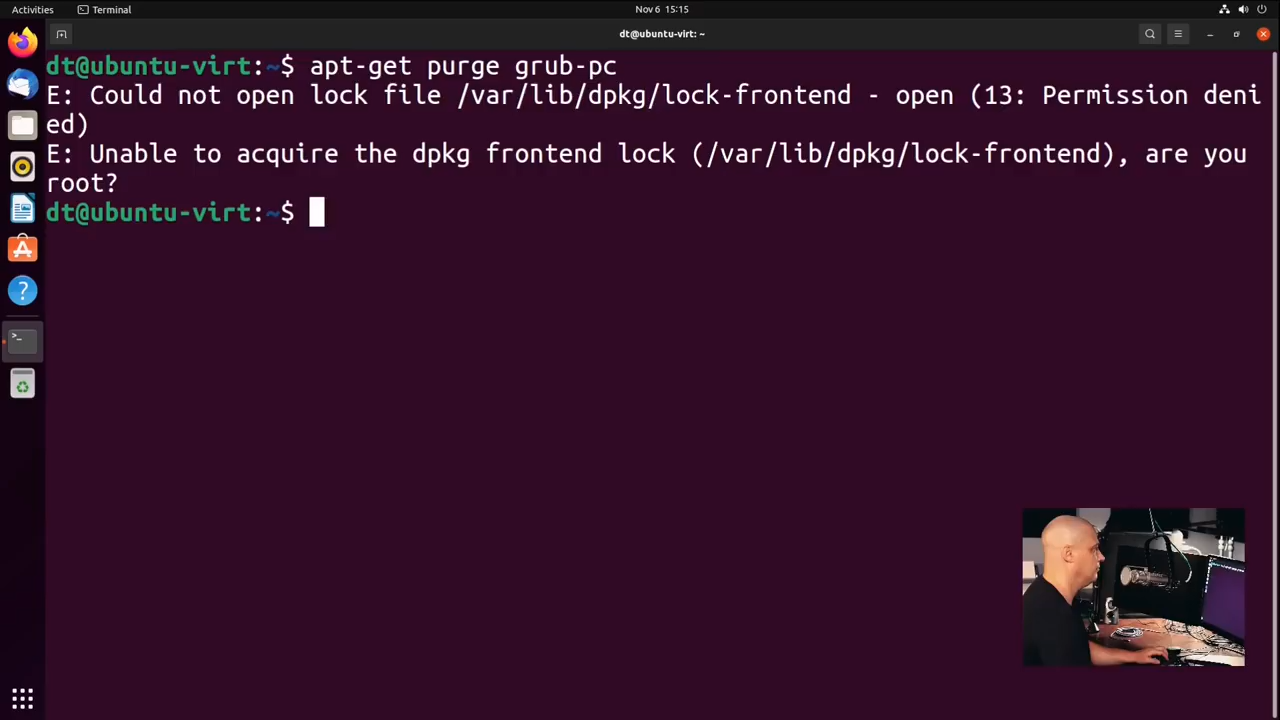 Activities
Terminal
Nov 6 15:15
dt@ubuntu-virt: ~
dt@ubuntu-virt:~$ apt-get purge grub-pc
E: Could not open lock file /var/lib/dpkg/lock-frontend - open (13: Permission deni
ed)
E: Unable to acquire the dpkg frontend lock (/var/lib/dpkg/lock-frontend), are you
root?
dt@ubuntu-virt:~$